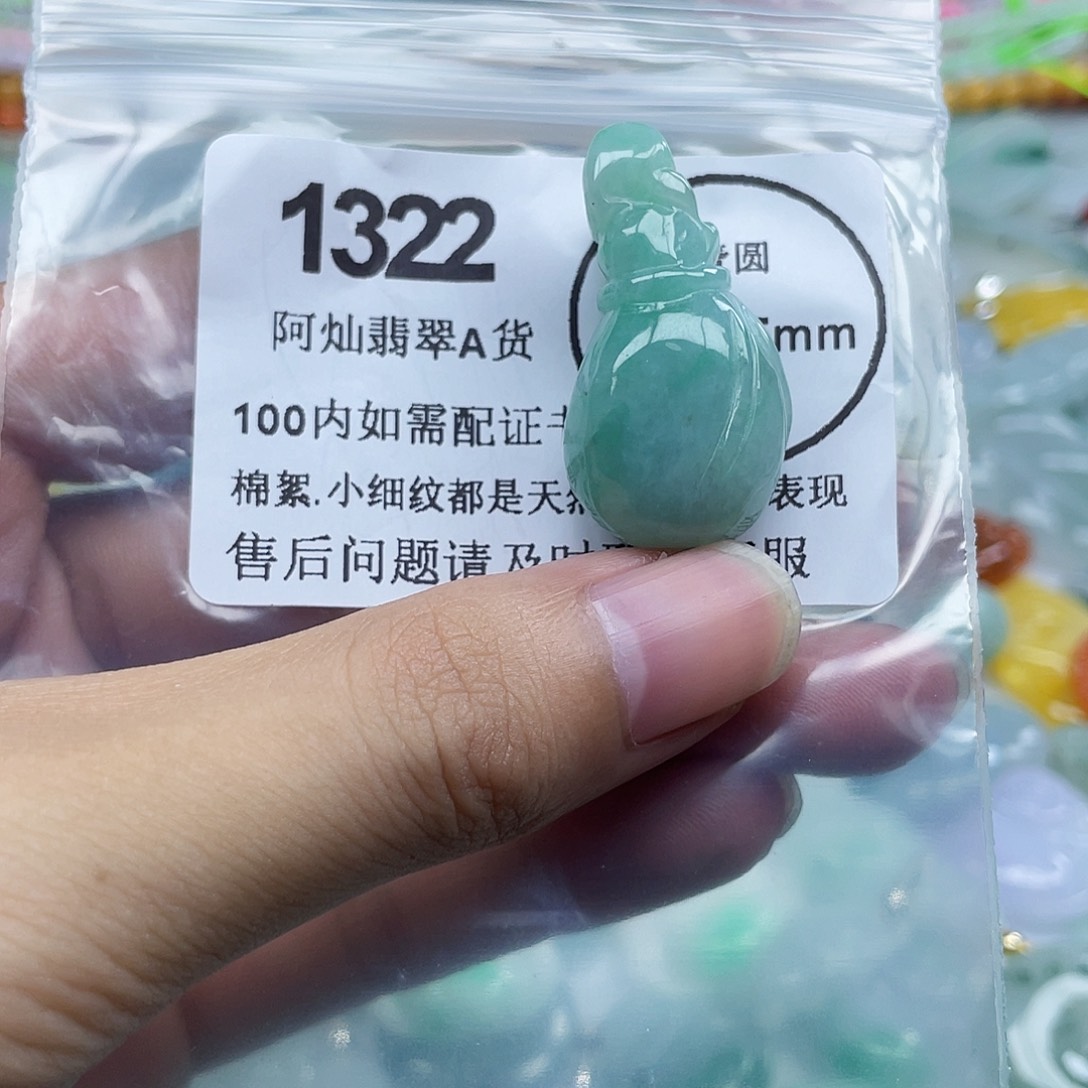 1322
阿灿翡翠A货
圆
mm
100内如需配证
棉絮.小细纹都是天然 表现
售后问题请及时 服